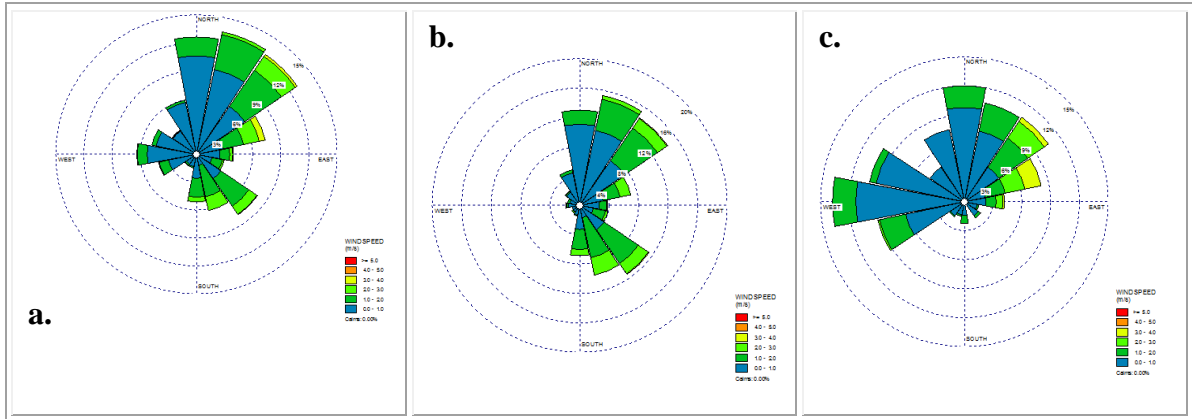 a.
NORTH
15%
12%
9%
6%
3%
WEST
EAST
SOUTH
WINDSPEED
(m/s)
>= 5.0
4.0 - 5.0
3.0 - 4.0
2.0 - 3.0
1.0 - 2.0
0.0 - 1.0
Calms: 0.00%
b.
NORTH
20%
16%
12%
8%
4%
WEST
EAST
SOUTH
WINDSPEED
(m/s)
>= 5.0
4.0 - 5.0
3.0 - 4.0
2.0 - 3.0
1.0 - 2.0
0.0 - 1.0
Calms: 0.00%
c.
NORTH
15%
12%
9%
6%
3%
WEST
EAST
SOUTH
WINDSPEED
(m/s)
>= 5.0
4.0 - 5.0
3.0 - 4.0
2.0 - 3.0
1.0 - 2.0
0.0 - 1.0
Calms: 0.00%